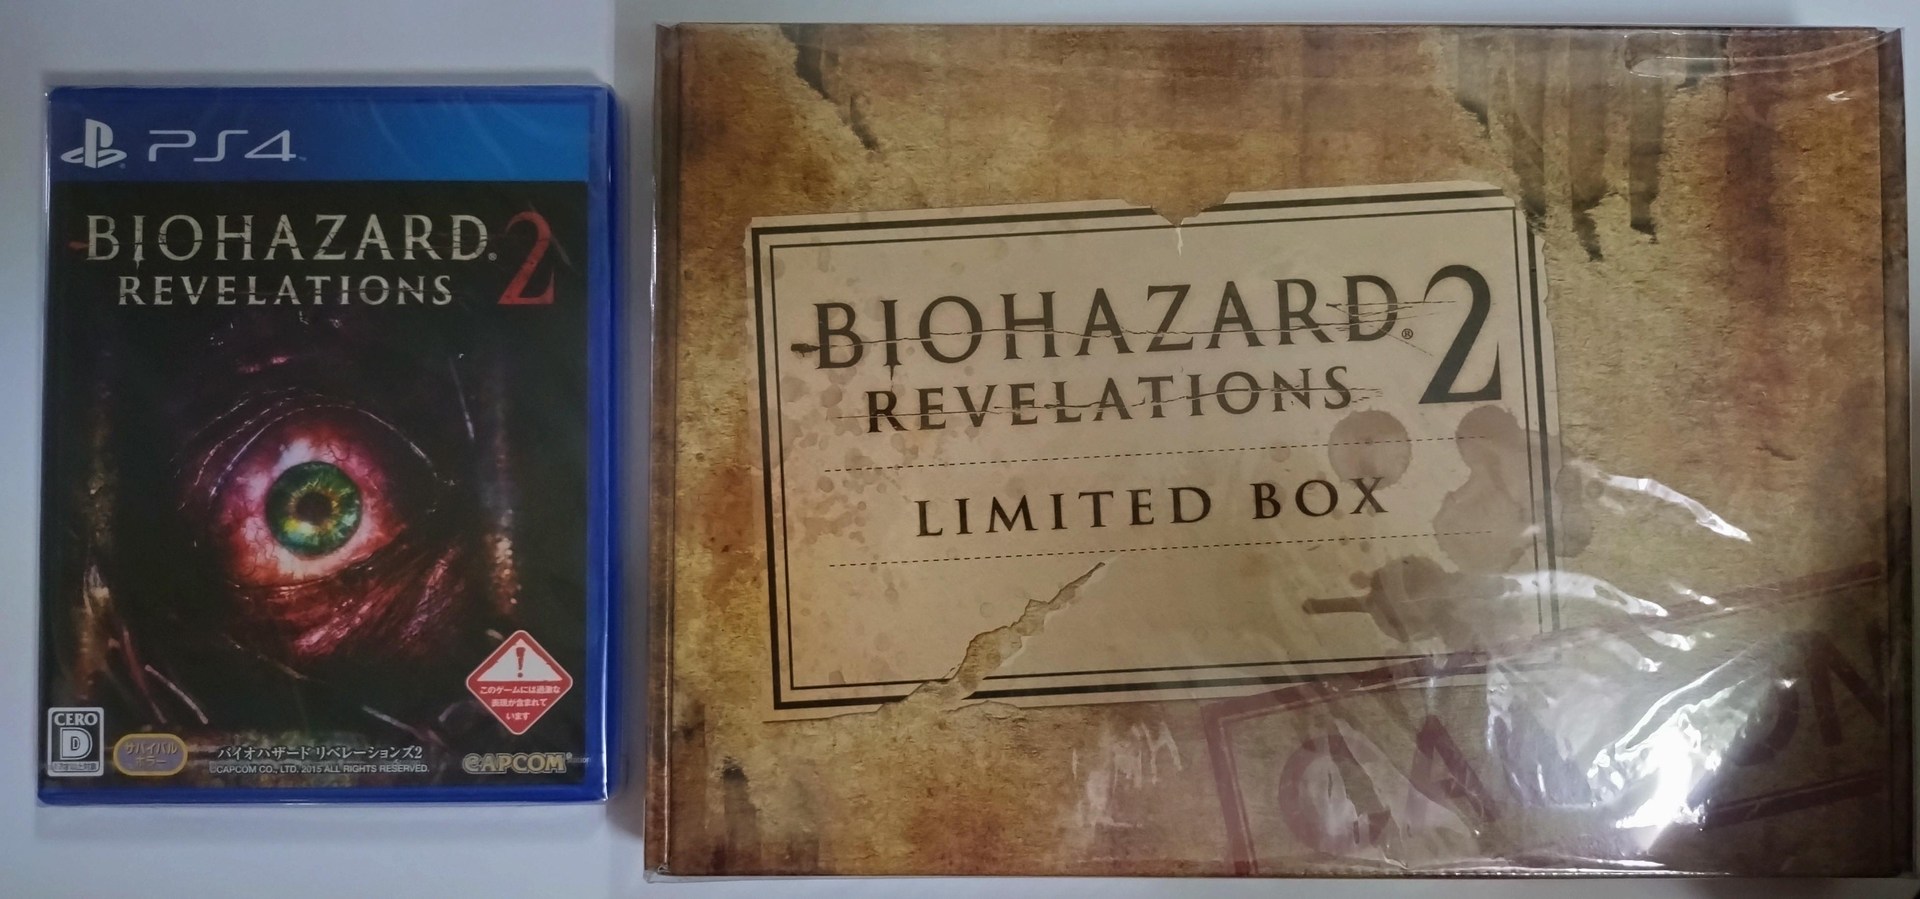 PS4
BIOHAZARD®
REVELATIONS 2
このゲームには過激な
表現が含まれて
います
CERO
D
サバイバル
ホラー
バイオハザード リベレーションズ2
©CAPCOM CO., LTD. 2015 ALL RIGHTS RESERVED.
CAPCOM®
BIOHAZARD®
REVELATIONS 2
LIMITED BOX